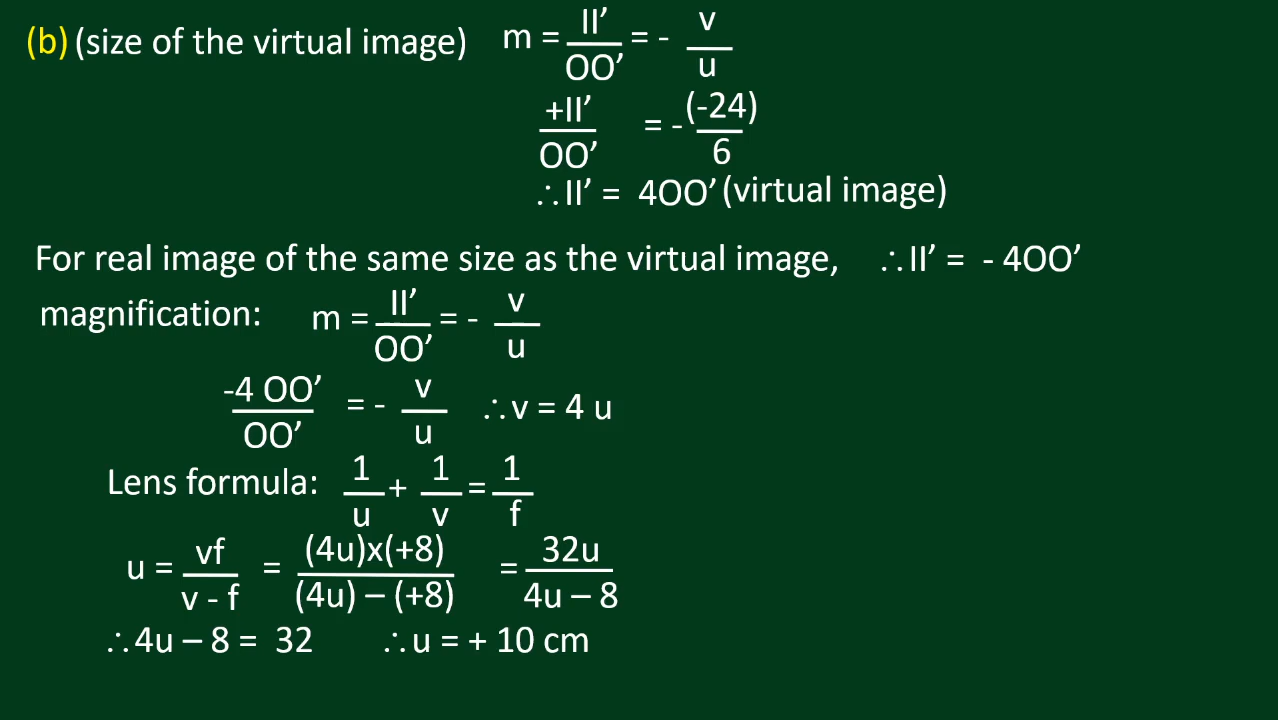 (b) (size of the virtual image) m = II’/OO’ = - v/u
+II’/OO’ = - (-24)/6
∴II’ = 4OO’ (virtual image)
For real image of the same size as the virtual image, ∴II’ = - 4OO’
magnification: m = II’/OO’ = - v/u
-4 OO’/OO’ = - v/u ∴v = 4 u
Lens formula: 1/u + 1/v = 1/f
u = vf/v - f = (4u)x(+8)/(4u) – (+8) = 32u/4u – 8
∴4u – 8 = 32 ∴u = + 10 cm